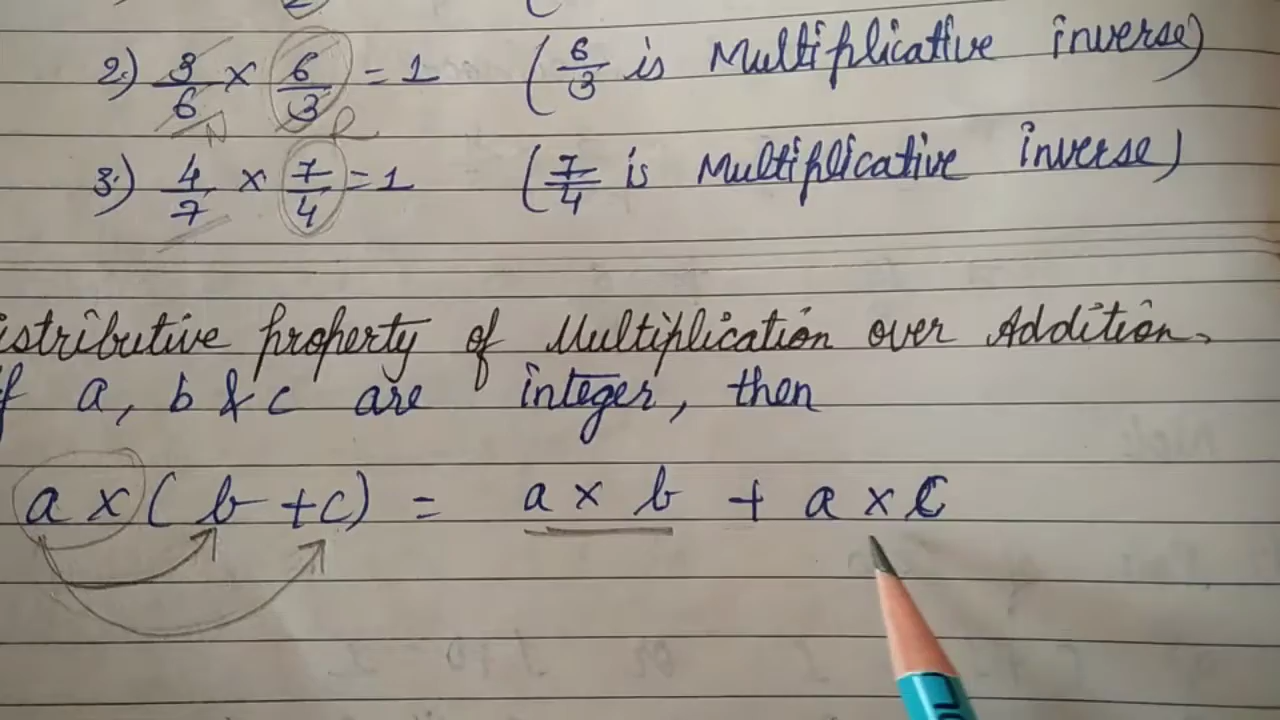 2) 3/6 × 6/3 = 1 (6/3 is Multiplicative inverse)
N R
3) 4/7 × 7/4 = 1 (7/4 is Multiplicative inverse)
istributive property of Multiplication over Addition.
f a, b & c are integer, then
a × (b + c) = a × b + a × c